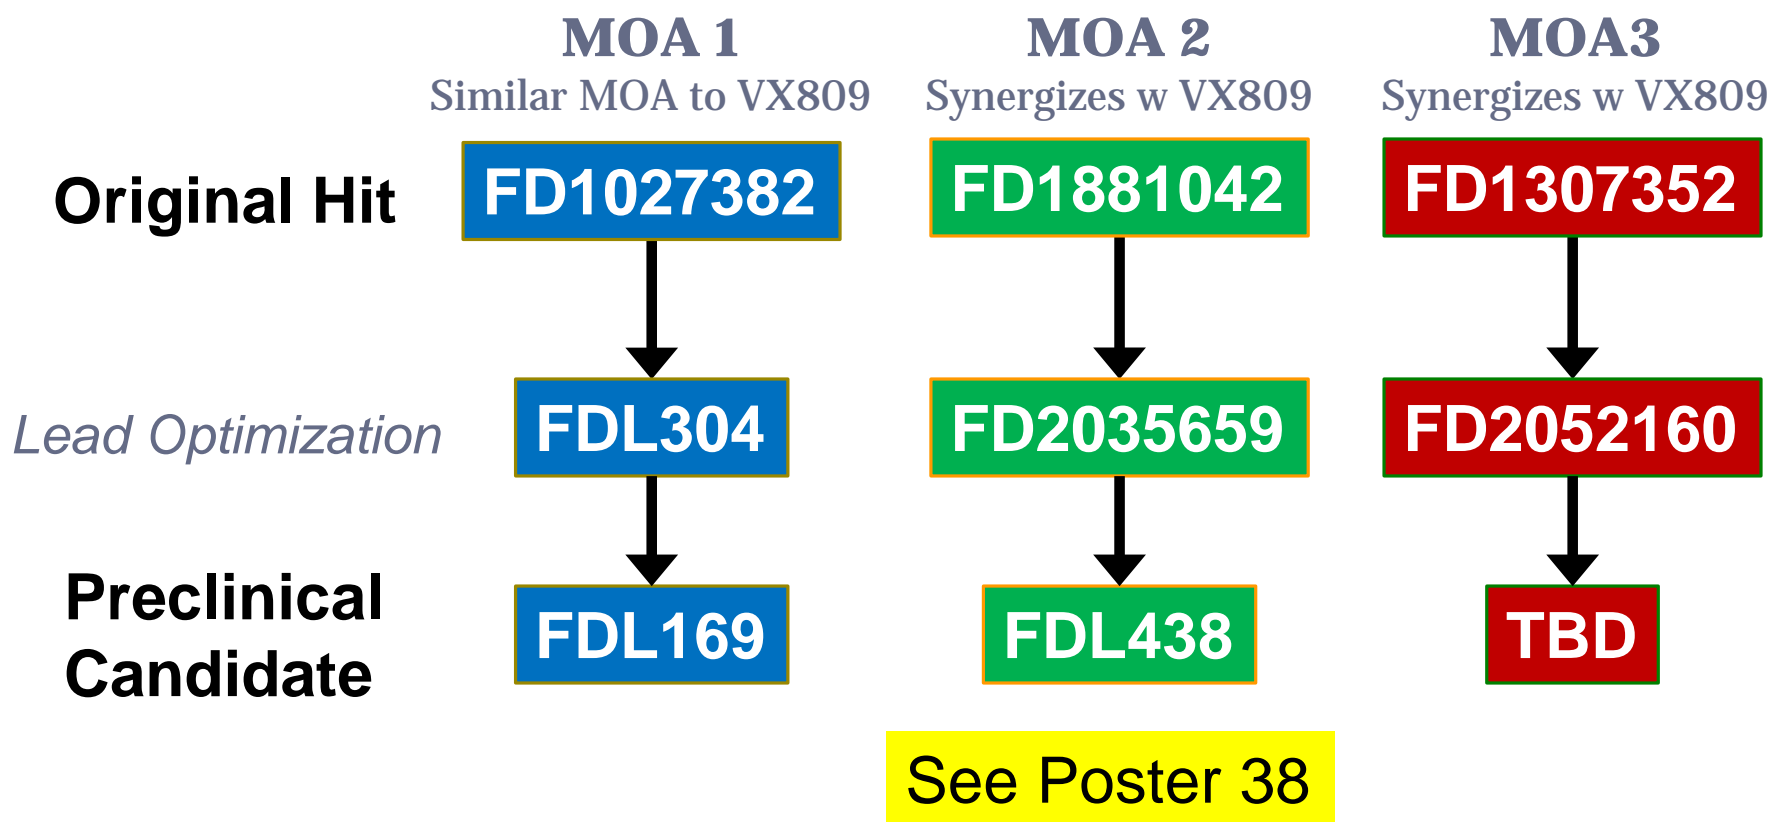 MOA 1
Similar MOA to VX809
MOA 2
Synergizes w VX809
MOA3
Synergizes w VX809
Original Hit
FD1027382
FD1881042
FD1307352
Lead Optimization
FDL304
FD2035659
FD2052160
Preclinical
Candidate
FDL169
FDL438
TBD
See Poster 38